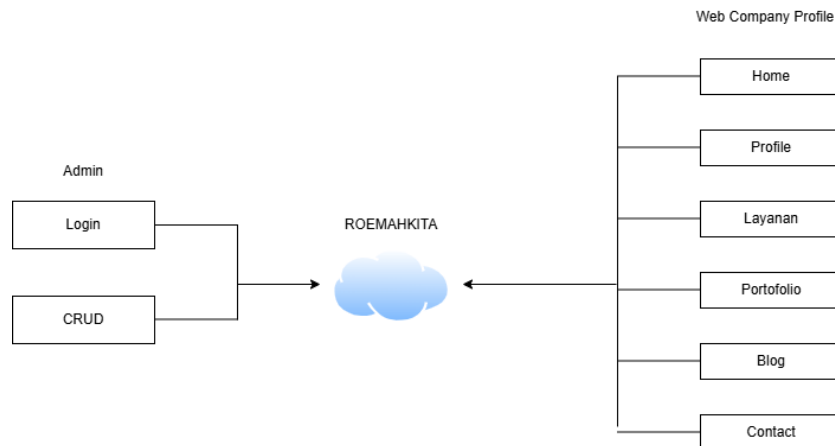 Web Company Profile
Home
Profile
Admin
Login
ROEMAHKITA
Layanan
Portofolio
CRUD
Blog
Contact